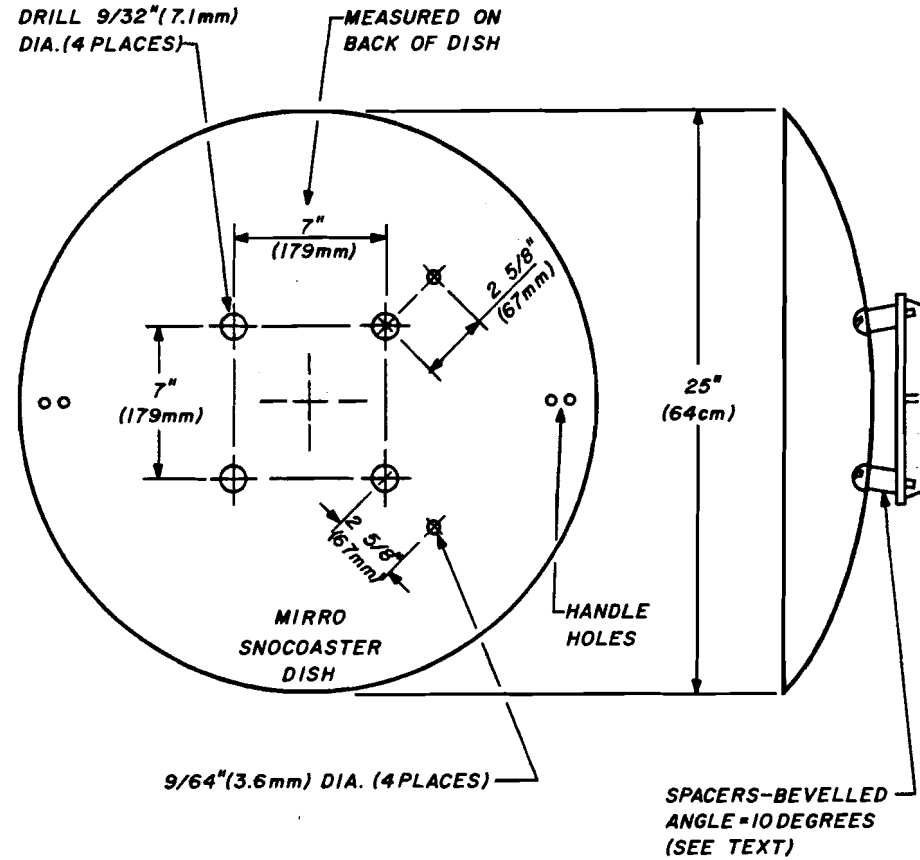 DRILL 9/32"(7.1mm)
DIA.(4 PLACES)
MEASURED ON
BACK OF DISH
7"
(179mm)
2 5/8"
(67mm)
7"
(179mm)
25"
(64cm)
2 5/8"
(67mm)
MIRRO
SNOCOASTER
DISH
HANDLE
HOLES
9/64"(3.6mm) DIA. (4 PLACES)
SPACERS-BEVELLED
ANGLE=10 DEGREES
(SEE TEXT)